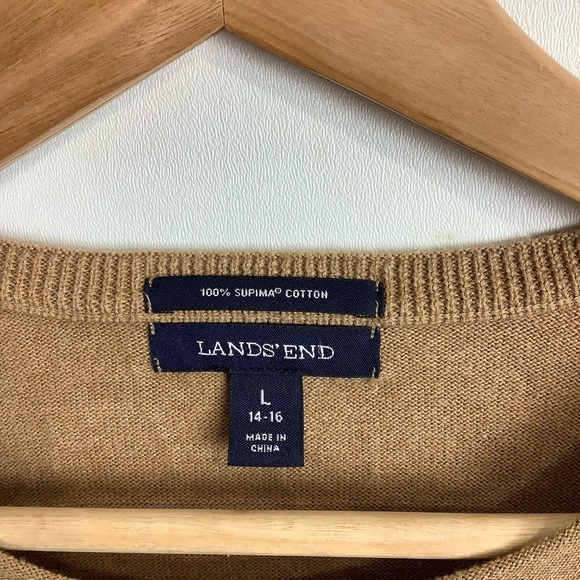 100% SUPIMA® COTTON
LANDS' END
L
14-16
MADE IN
CHINA